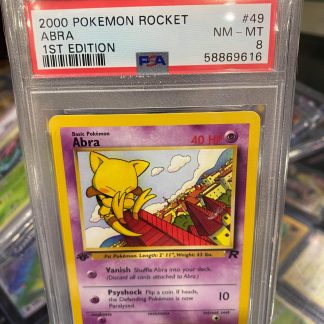 2000 POKEMON ROCKET #49
ABRA NM - MT
1ST EDITION 8
PSA 58869616
Basic Pokémon
Abra 40 HP
Psi Pokémon. Length: 2' 11", Weight: 43 lbs.
Vanish Shuffle Abra into your deck.
(Discard all cards attached to Abra.)
Psyshock Flip a coin. If heads, 10
the Defending Pokémon is now
Paralyzed.